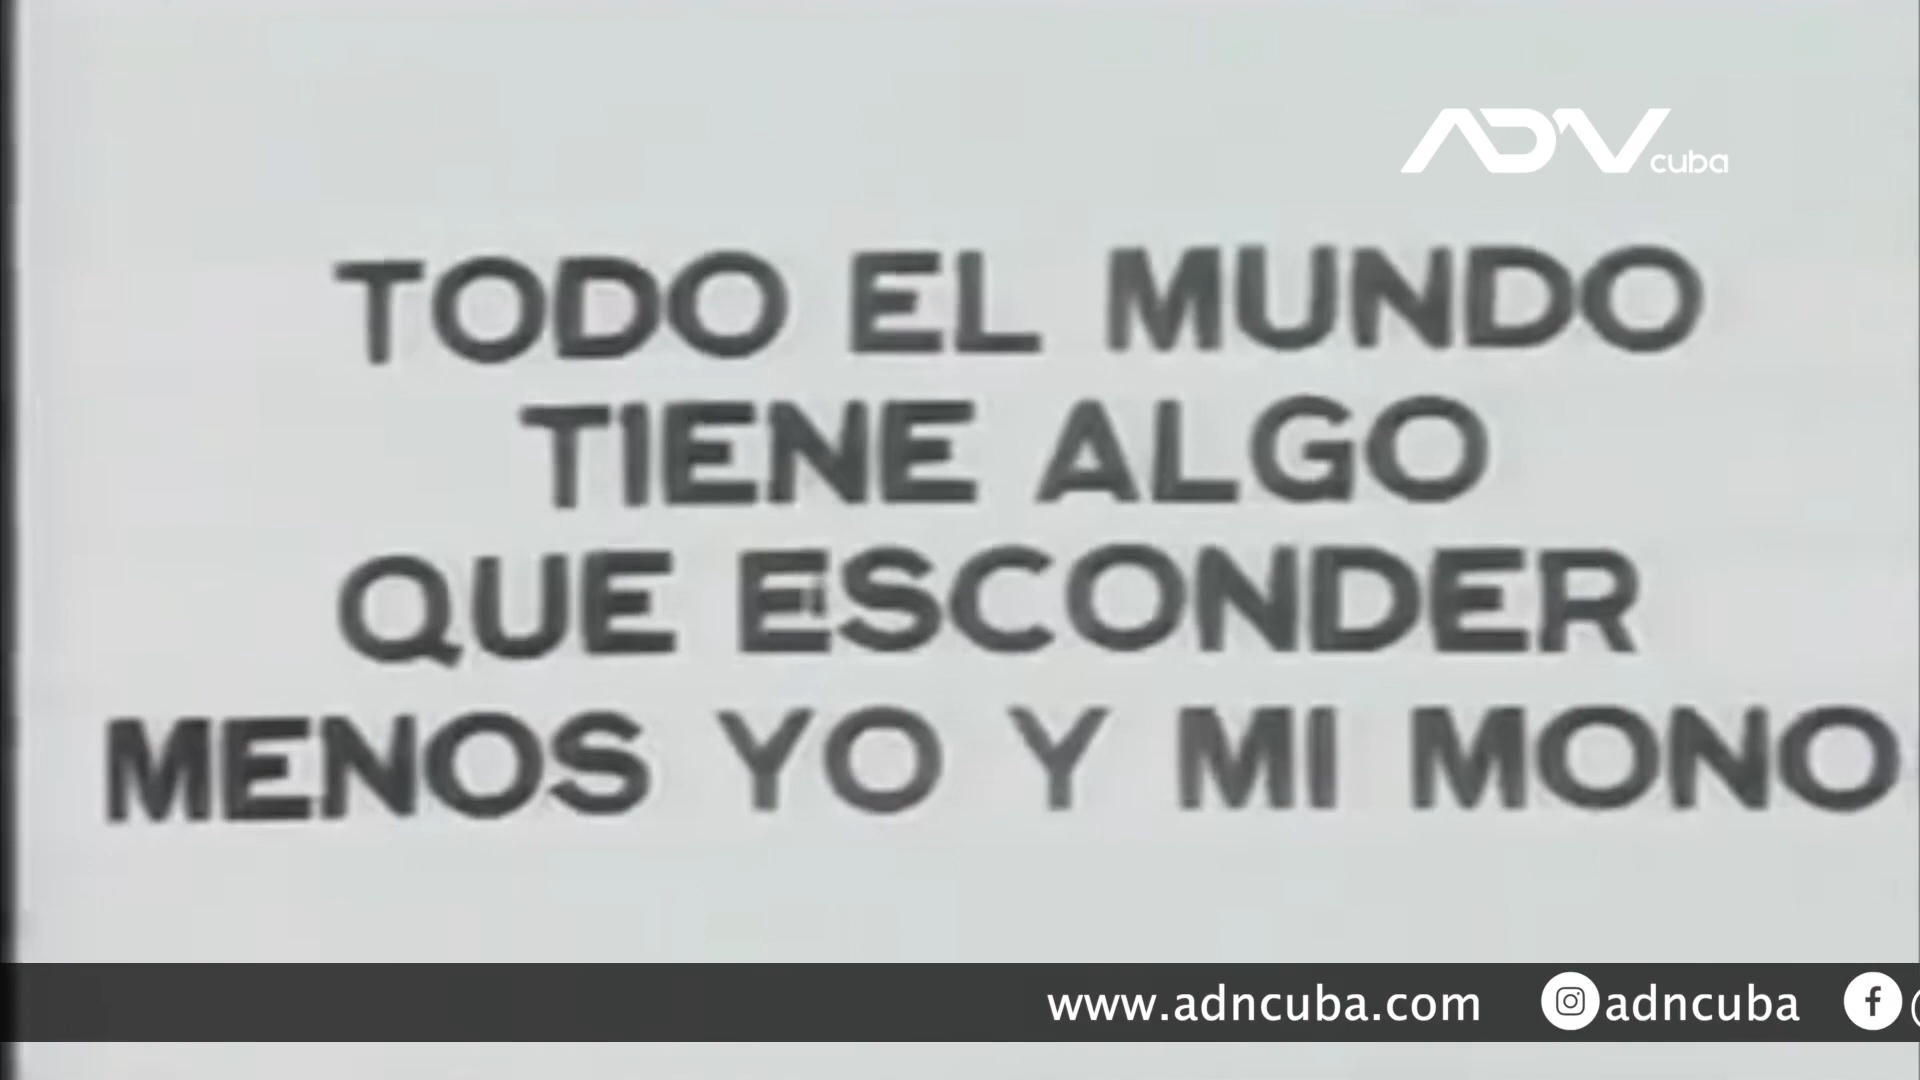 ADN cuba
TODO EL MUNDO
TIENE ALGO
QUE ESCONDER
MENOS YO Y MI MONO
www.adncuba.com adncuba